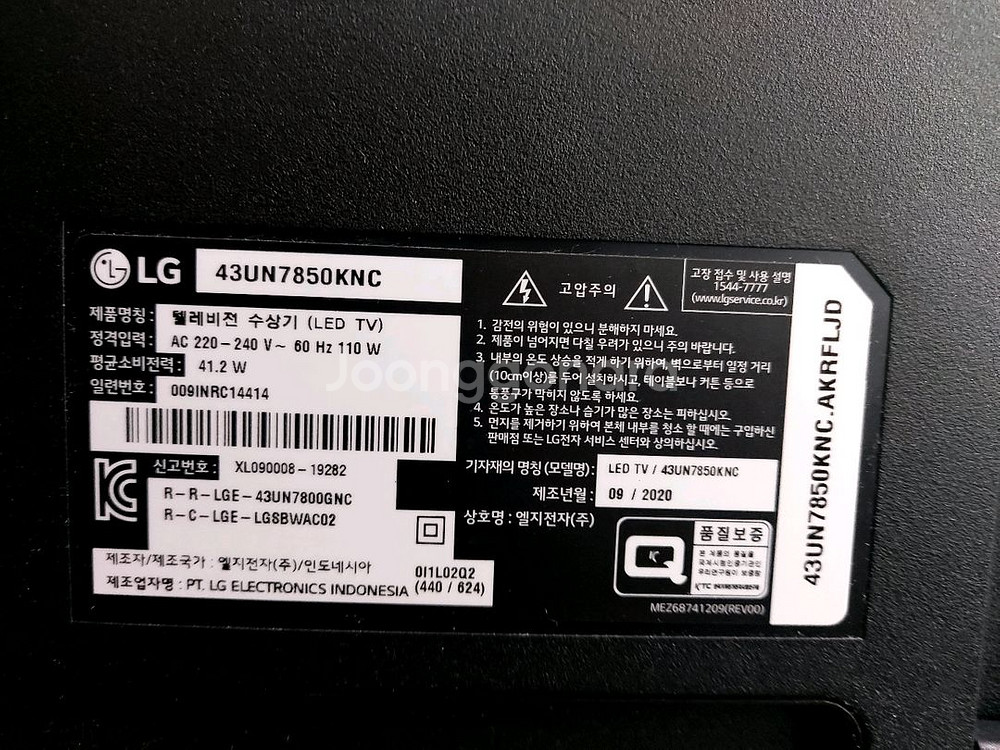 LG 43UN7850KNC
제품명칭 : 텔레비전 수상기 (LED TV)
정격입력 : AC 220-240 V~ 60 Hz 110 W
평균소비전력 : 41.2 W
일련번호 : 009INRC14414
신고번호 : XL090008-19282
R-R-LGE-43UN7800GNC
R-C-LGE-LGSBWAC02
제조자/제조국가 : 엘지전자(주)/인도네시아
제조업자명 : PT. LG ELECTRONICS INDONESIA
OI1L02Q2
(440 / 624)
고압주의
고장 접수 및 사용 설명
1544-7777
(www.lgservice.co.kr)
1. 감전의 위험이 있으니 분해하지 마세요.
2. 제품이 넘어지면 다칠 우려가 있으니 주의 바랍니다.
3. 내부의 온도 상승을 적게 하기 위하여 벽으로부터 일정 거리
(10cm이상)를 두어 설치하시고, 테이블보나 커튼 등으로
통풍구가 막히지 않도록 하세요.
4. 온도가 높은 장소나 습기가 많은 장소는 피하십시오.
5. 먼지를 제거하기 위하여 본체 내부를 청소 할 때에는 구입하신
판매점 또는 LG전자 서비스 센터와 상의하십시오.
기자재의 명칭(모델명) : LED TV / 43UN7850KNC
제조년월 : 09 / 2020
상호명 : 엘지전자(주)
품질보증
MEZ68741209(REV00)
43UN7850KNC.AKRFLJD
Joonggonara